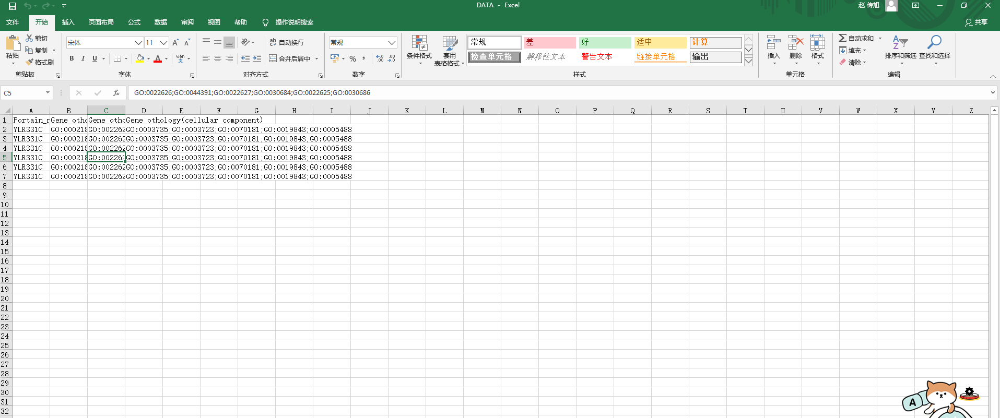 DATA - Excel
赵 传旭
文件 开始 插入 页面布局 公式 数据 审阅 视图 帮助 操作说明搜索 共享
粘贴
剪切
复制
格式刷
剪贴板
宋体 11
B I U A wén 文
字体
ab 自动换行
合并后居中
对齐方式
常规
% ,
数字
条件格式
套用
表格格式
常规 差 好 适中 计算
检查单元格 解释性文本 警告文本 链接单元格 输出
样式
插入 删除 格式
单元格
自动求和
填充
清除
排序和筛选 查找和选择
编辑
C5 fx GO:0022626;GO:0044391;GO:0022627;GO:0030684;GO:0022625;GO:0030686
A B C D E F G H I J K L M N O P Q R S T U V W X Y Z
1 Portain_r Gene otho Gene otho Gene othology(cellular component)
2 YLR331C GO:000218 GO:002262 GO:0003735;GO:0003723;GO:0070181;GO:0019843;GO:0005488
3 YLR331C GO:000218 GO:002262 GO:0003735;GO:0003723;GO:0070181;GO:0019843;GO:0005488
4 YLR331C GO:000218 GO:002262 GO:0003735;GO:0003723;GO:0070181;GO:0019843;GO:0005488
5 YLR331C GO:000218 GO:002262 GO:0003735;GO:0003723;GO:0070181;GO:0019843;GO:0005488
6 YLR331C GO:000218 GO:002262 GO:0003735;GO:0003723;GO:0070181;GO:0019843;GO:0005488
7 YLR331C GO:000218 GO:002262 GO:0003735;GO:0003723;GO:0070181;GO:0019843;GO:0005488
8
9
10
11
12
13
14
15
16
17
18
19
20
21
22
23
24
25
26
27
28
29
30
31
32
A